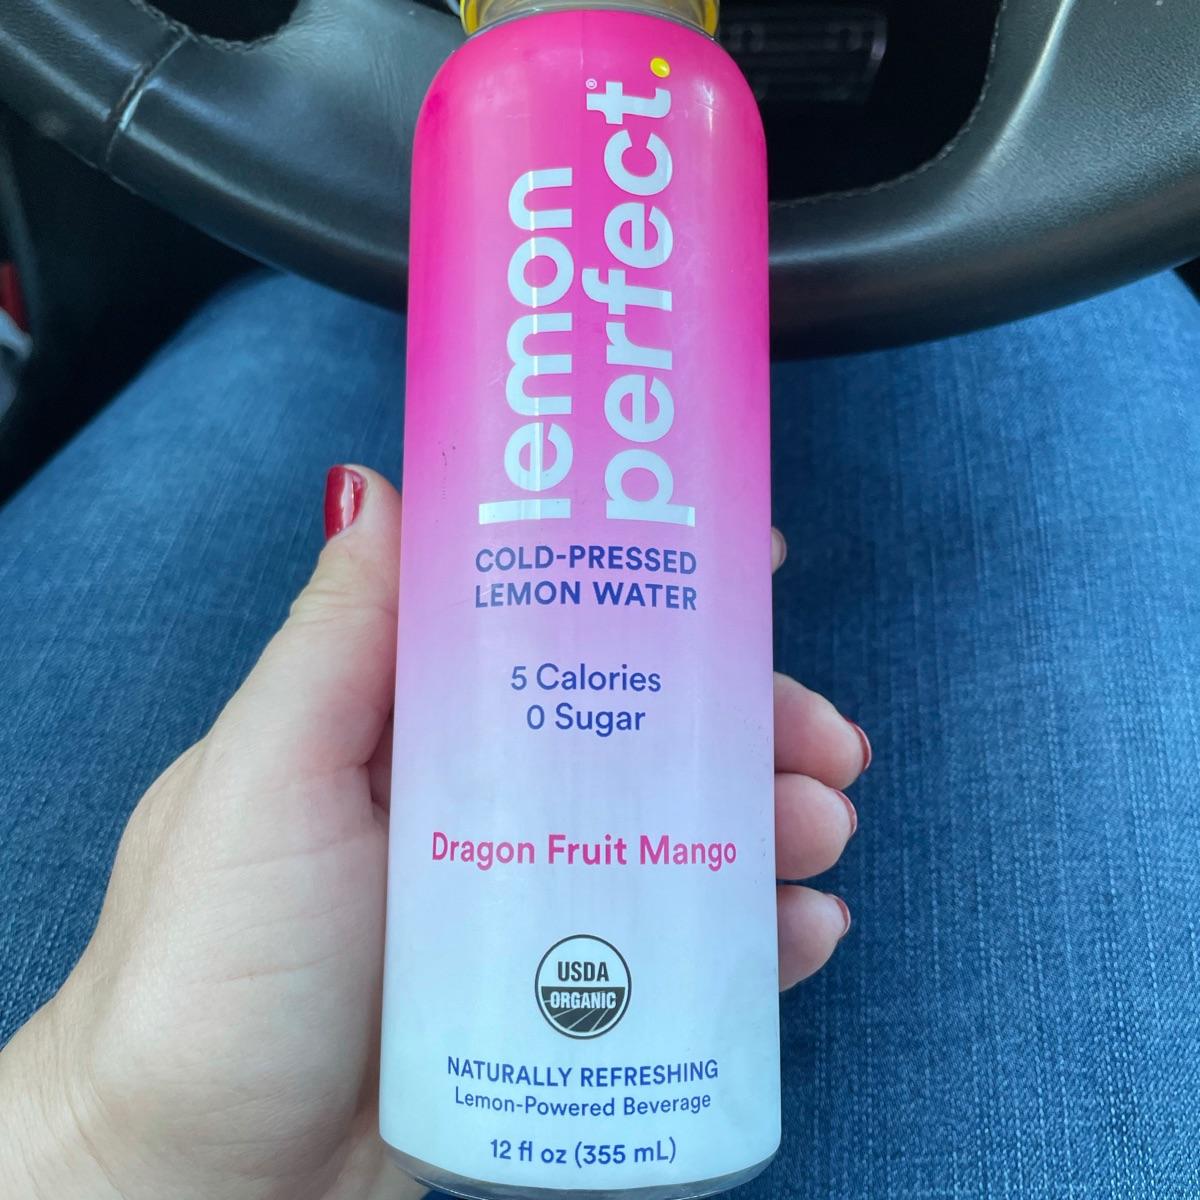 lemon
perfect.®
COLD-PRESSED
LEMON WATER
5 Calories
0 Sugar
Dragon Fruit Mango
USDA
ORGANIC
NATURALLY REFRESHING
Lemon-Powered Beverage
12 fl oz (355 mL)